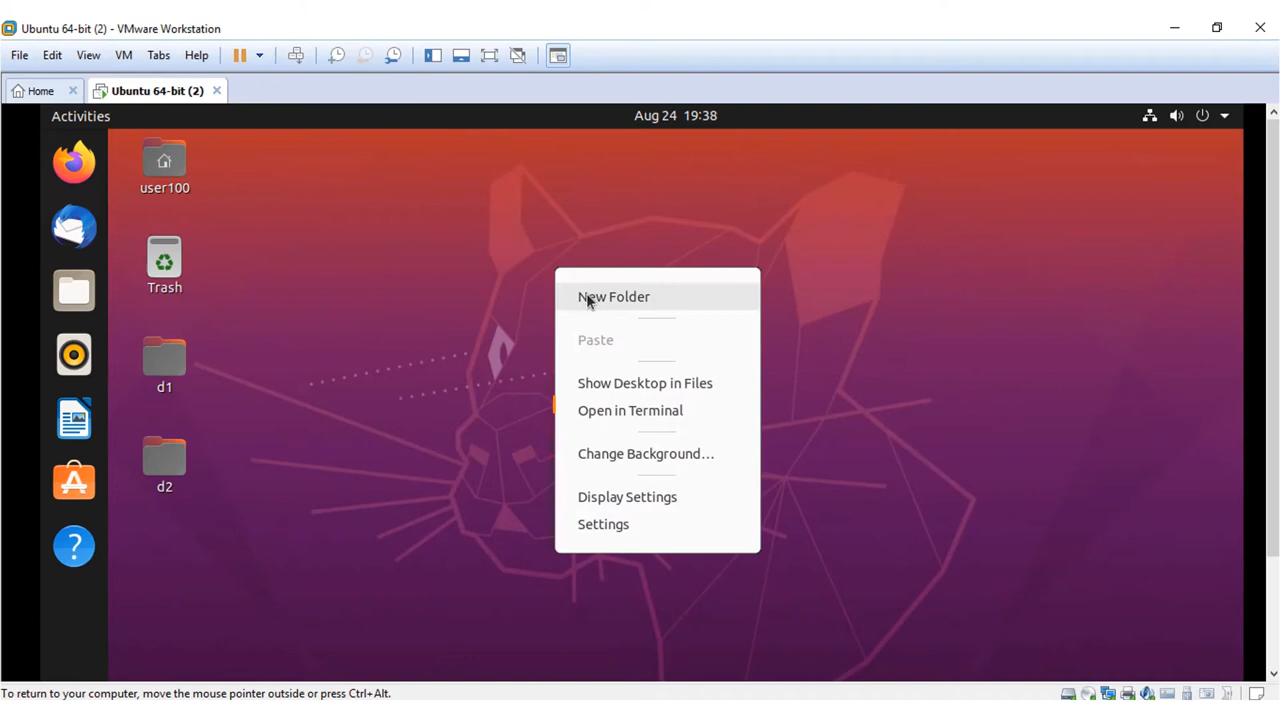 Ubuntu 64-bit (2) - VMware Workstation
File Edit View VM Tabs Help
Home Ubuntu 64-bit (2)
Activities Aug 24 19:38
user100
Trash
d1
d2
New Folder
Paste
Show Desktop in Files
Open in Terminal
Change Background…
Display Settings
Settings
To return to your computer, move the mouse pointer outside or press Ctrl+Alt.